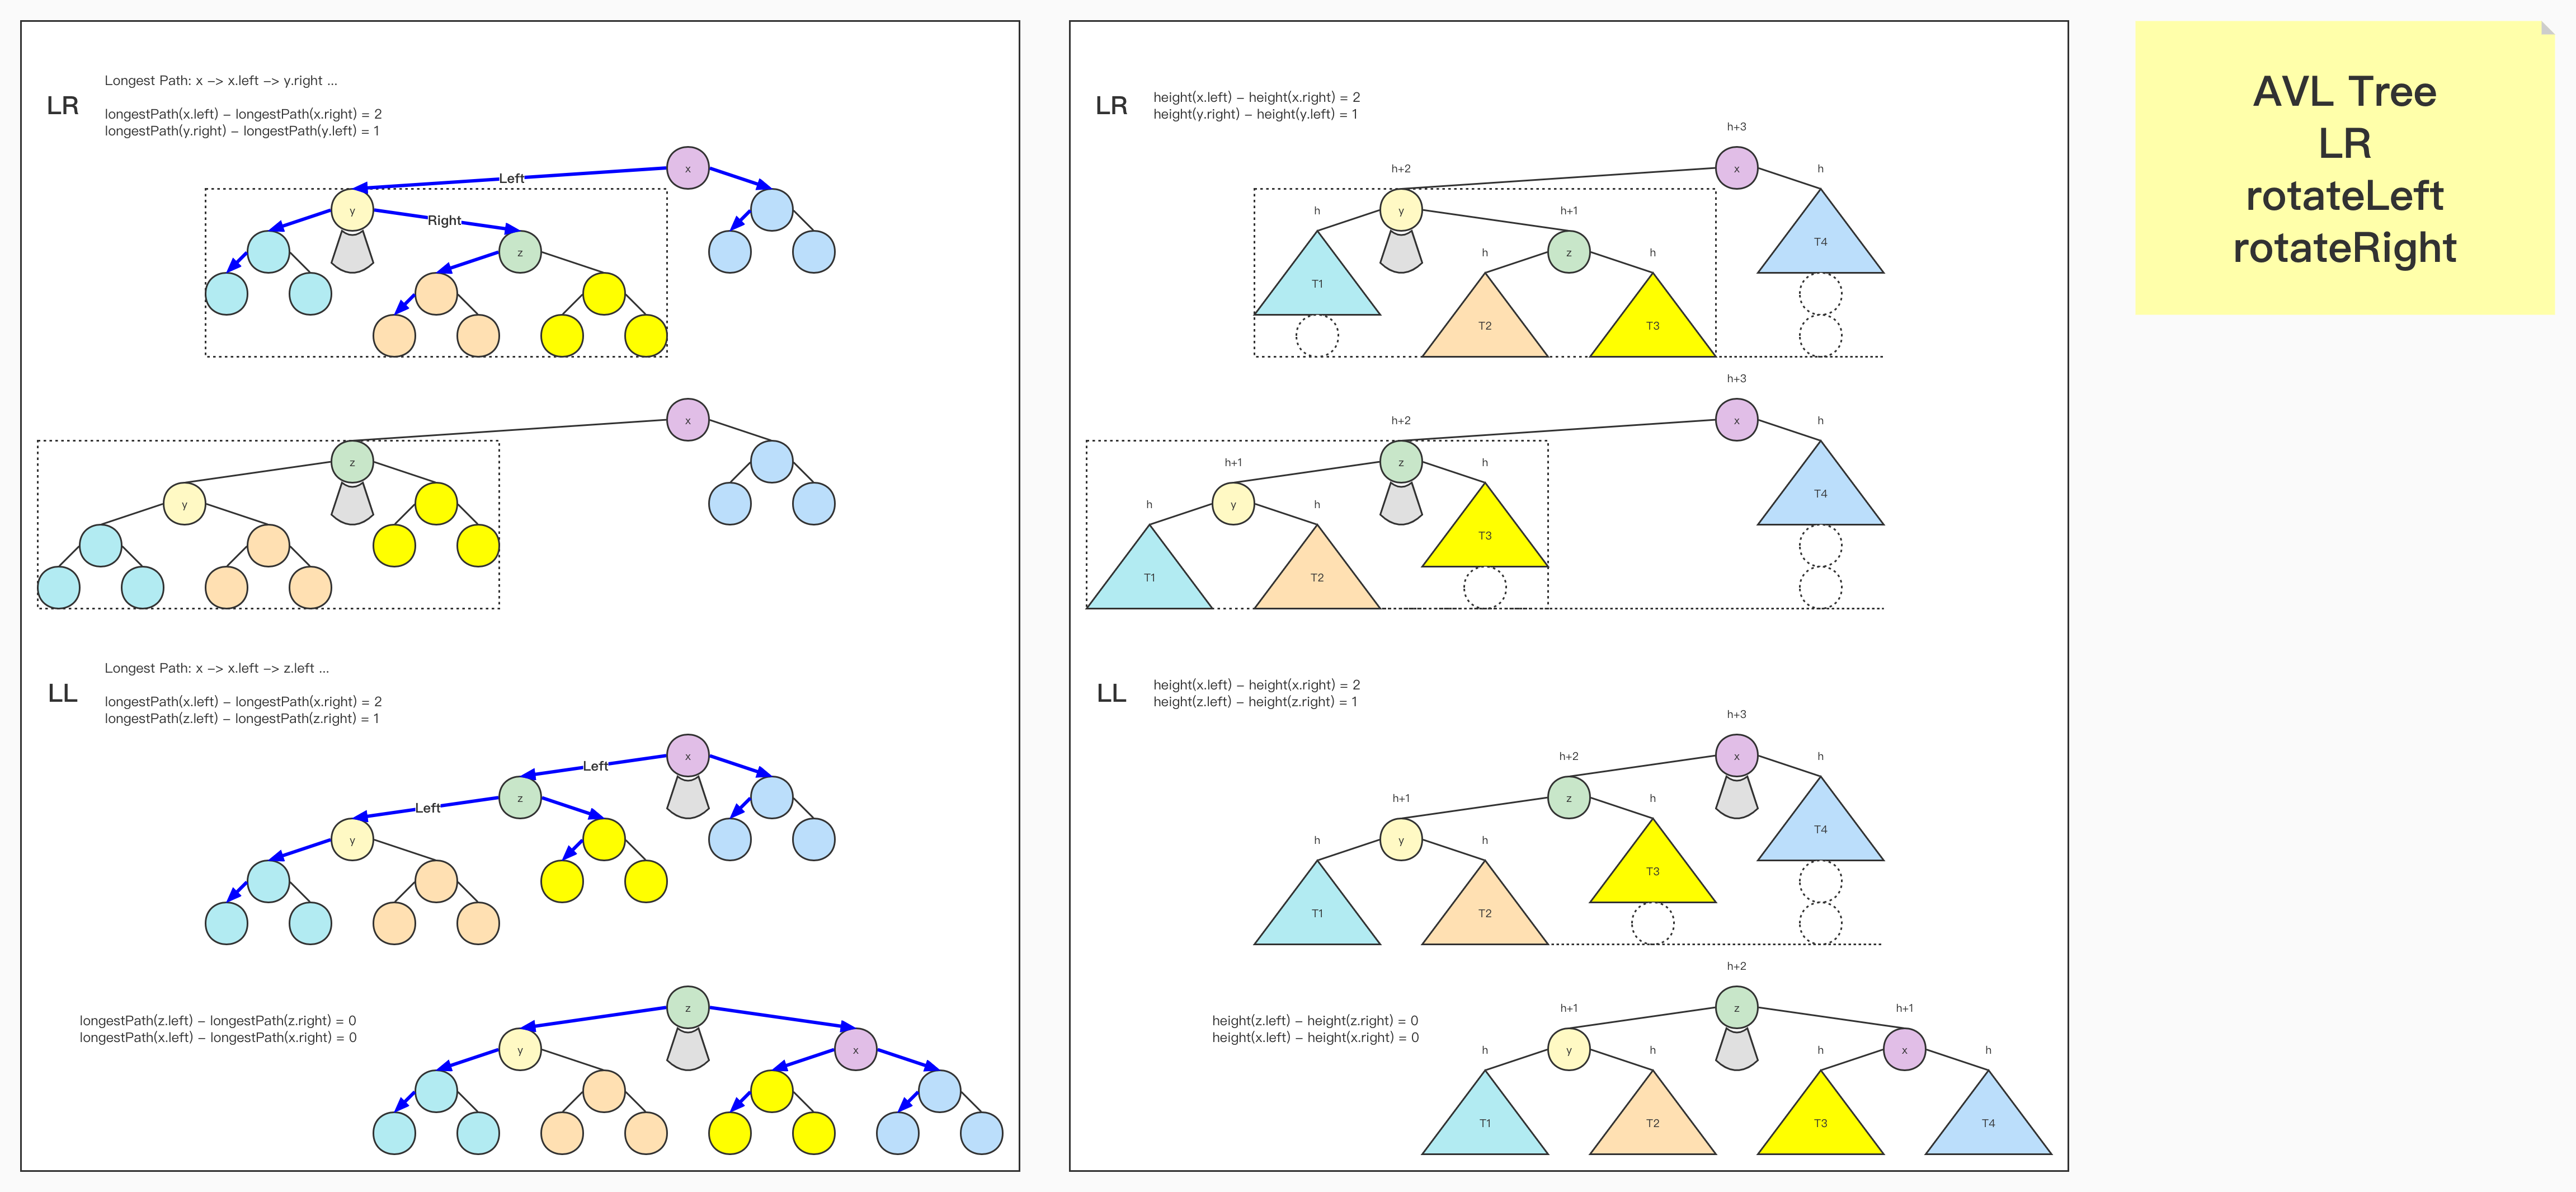 LR
Longest Path: x –> x.left –> y.right ...
longestPath(x.left) – longestPath(x.right) = 2
longestPath(y.right) – longestPath(y.left) = 1
x
Left
y
Right
z
x
z
y
LL
Longest Path: x –> x.left –> z.left ...
longestPath(x.left) – longestPath(x.right) = 2
longestPath(z.left) – longestPath(z.right) = 1
x
Left
z
Left
y
longestPath(z.left) – longestPath(z.right) = 0
longestPath(x.left) – longestPath(x.right) = 0
z
y
x
LR
height(x.left) – height(x.right) = 2
height(y.right) – height(y.left) = 1
h+3
x
h+2
h
y
h
h+1
T4
z
h
h
T1
T2
T3
h+3
x
h+2
h
z
h+1
h
T4
y
h
h
T3
T1
T2
LL
height(x.left) – height(x.right) = 2
height(z.left) – height(z.right) = 1
h+3
x
h+2
h
z
h+1
h
T4
y
h
h
T3
T1
T2
h+2
height(z.left) – height(z.right) = 0
height(x.left) – height(x.right) = 0
z
h+1
h+1
y
x
h
h
h
h
T1
T2
T3
T4
AVL Tree
LR
rotateLeft
rotateRight